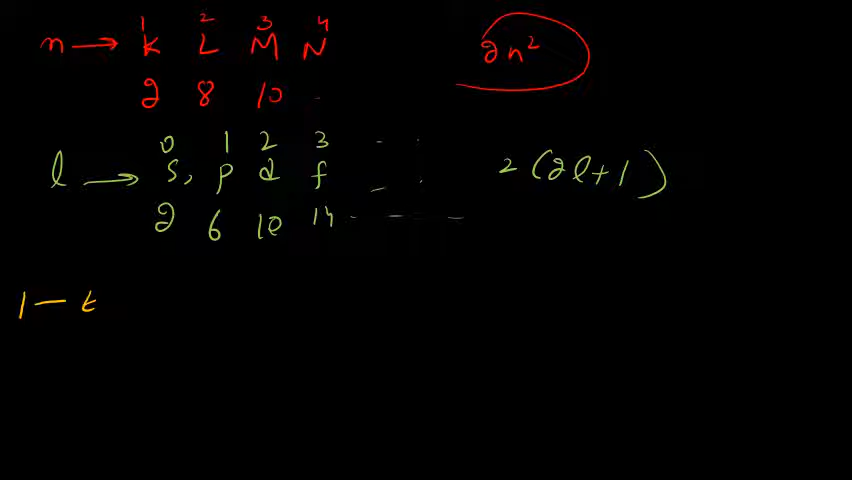 1 2 3 4
n → K L M N 2n²
2 8 10
0 1 2 3
l → s, p d f 2(2l+1)
2 6 10 14
1 — t